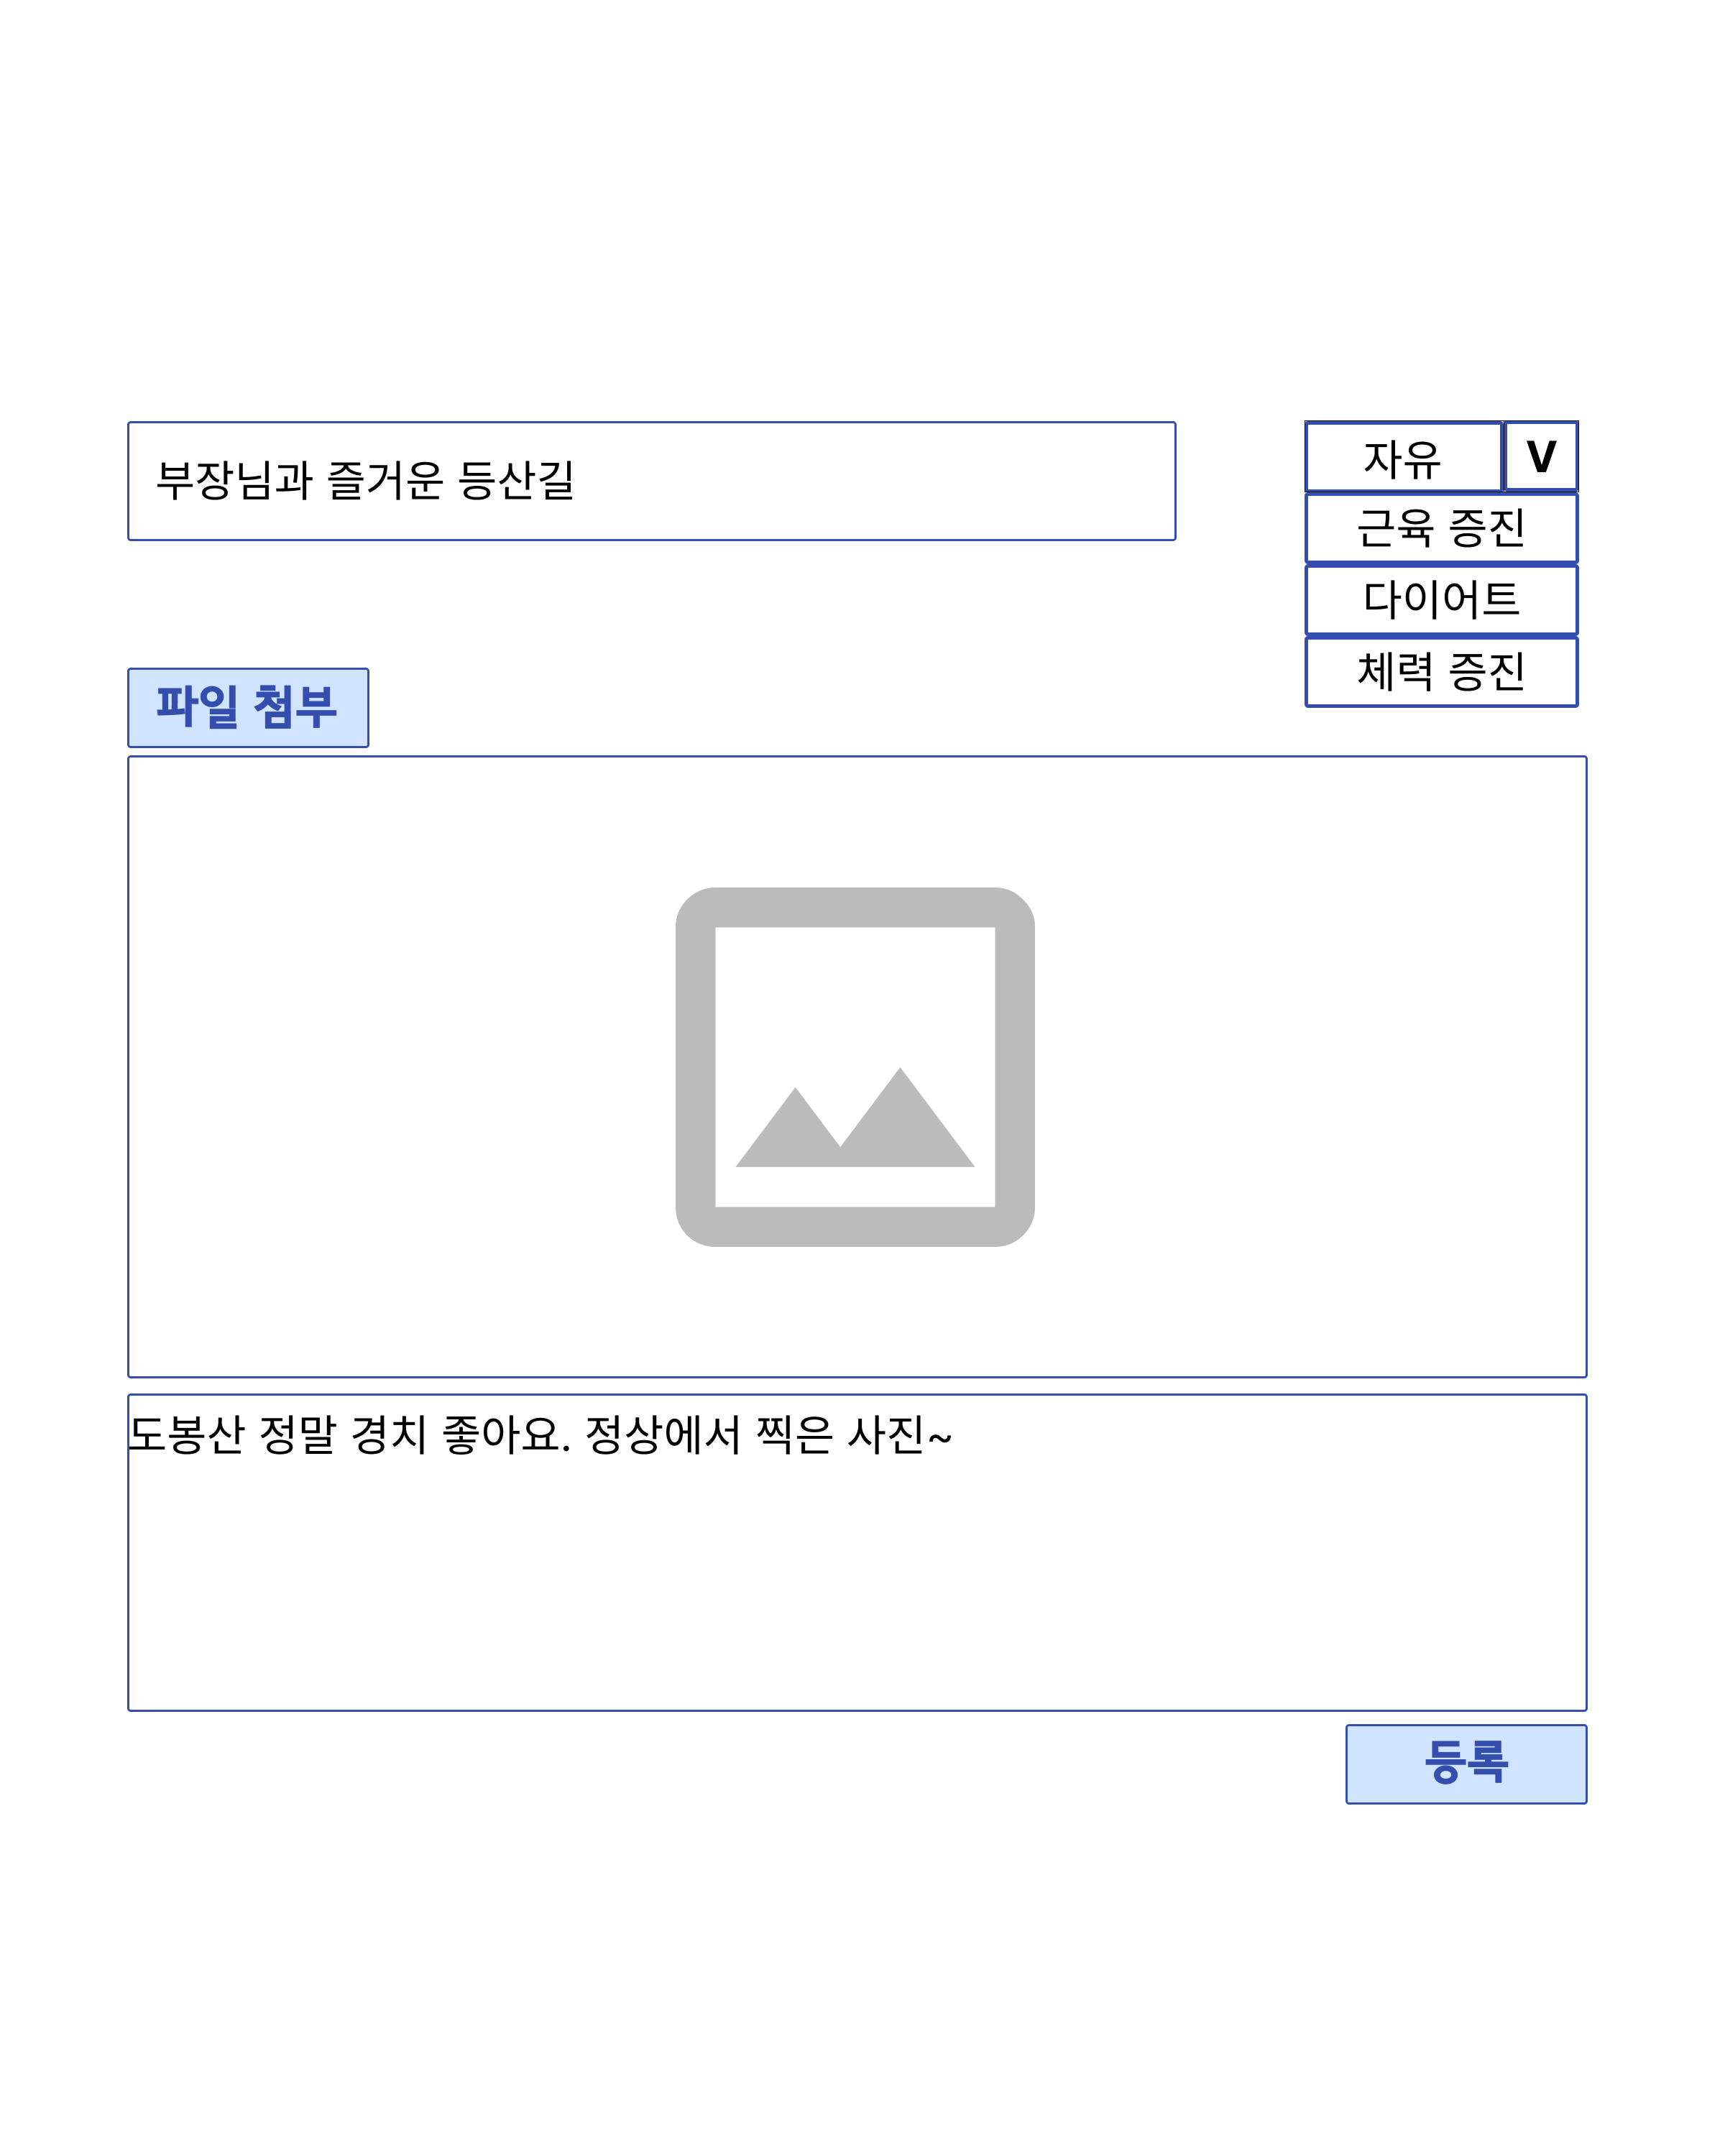 부장님과 즐거운 등산길
자유 V
근육 증진
다이어트
체력 증진
파일 첨부
도봉산 정말 경치 좋아요. 정상에서 찍은 사진~
등록